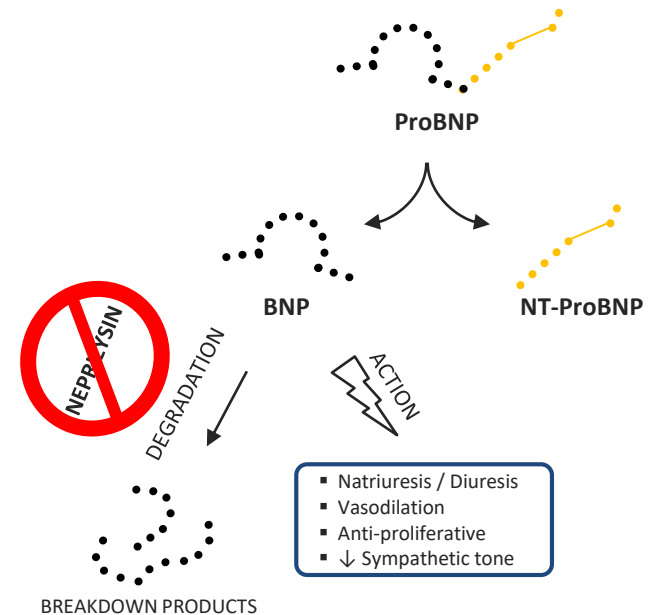 ProBNP
BNP
NT-ProBNP
NEPRILYSIN
DEGRADATION
ACTION
▪ Natriuresis / Diuresis
▪ Vasodilation
▪ Anti-proliferative
▪ ↓ Sympathetic tone
BREAKDOWN PRODUCTS